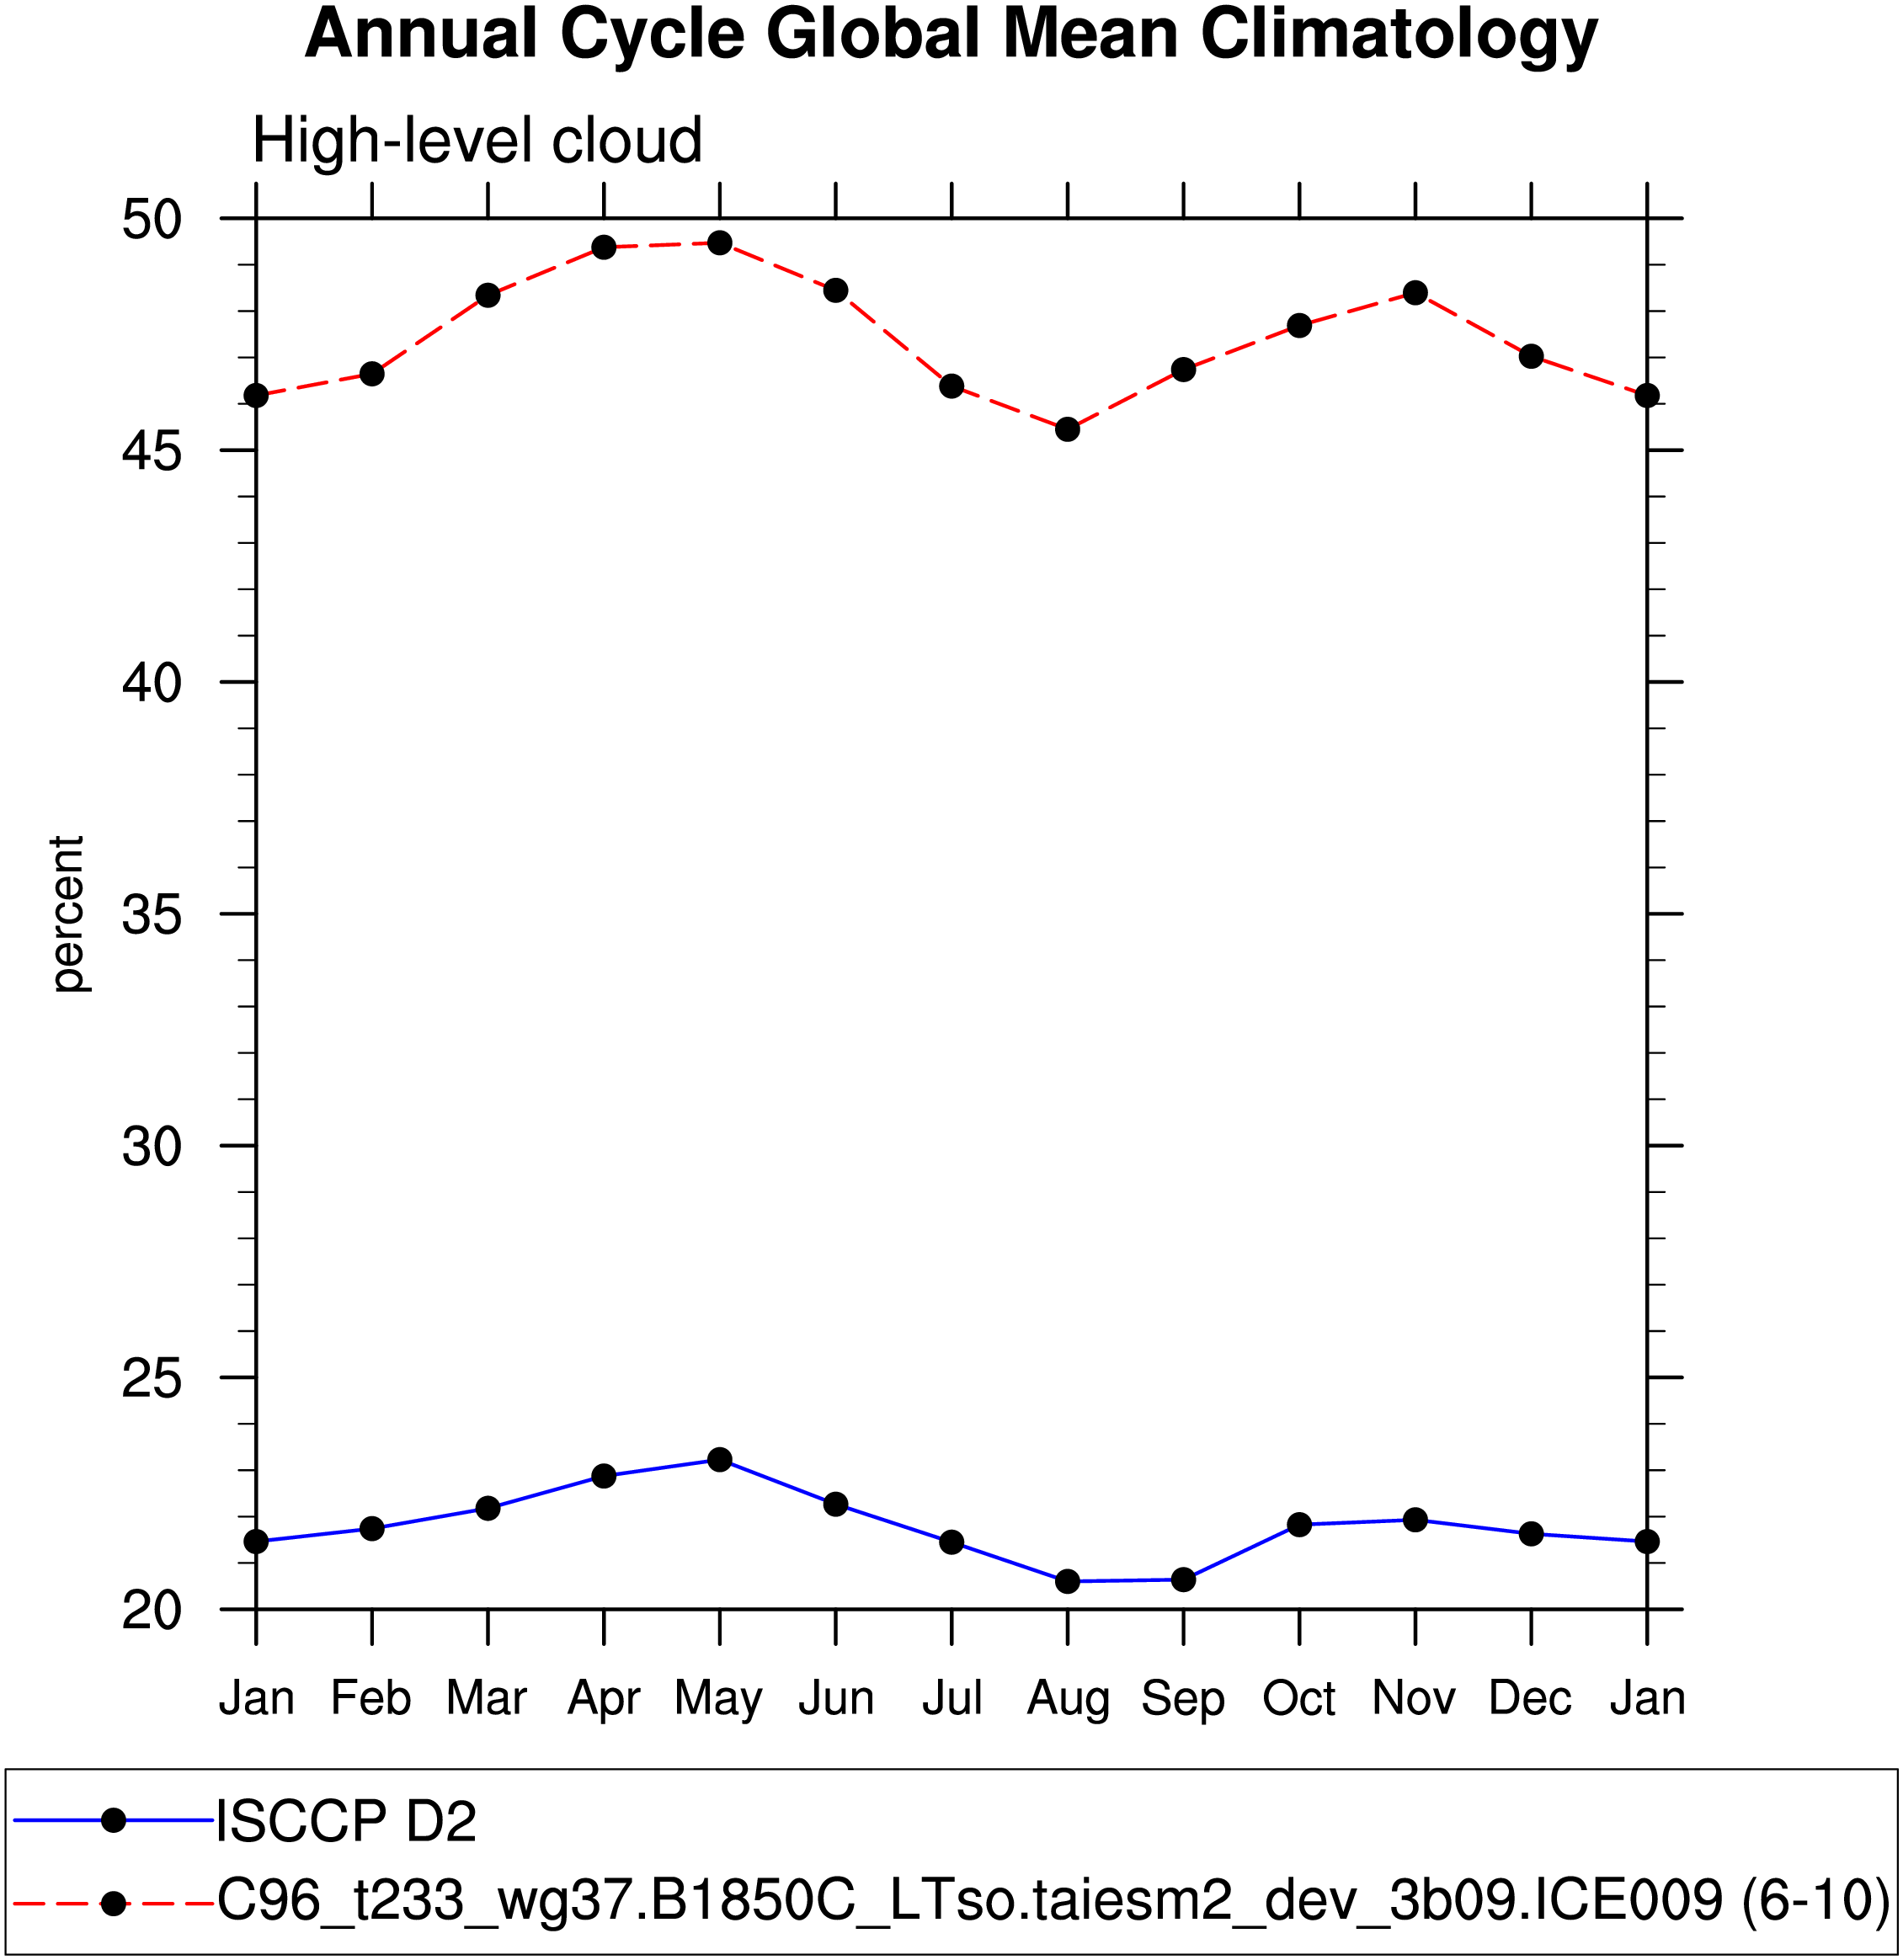 Annual Cycle Global Mean Climatology
High-level cloud
50
45
40
35
30
25
20
percent
Jan Feb Mar Apr May Jun Jul Aug Sep Oct Nov Dec Jan
ISCCP D2
C96_t233_wg37.B1850C_LTso.taiesm2_dev_3b09.ICE009 (6-10)